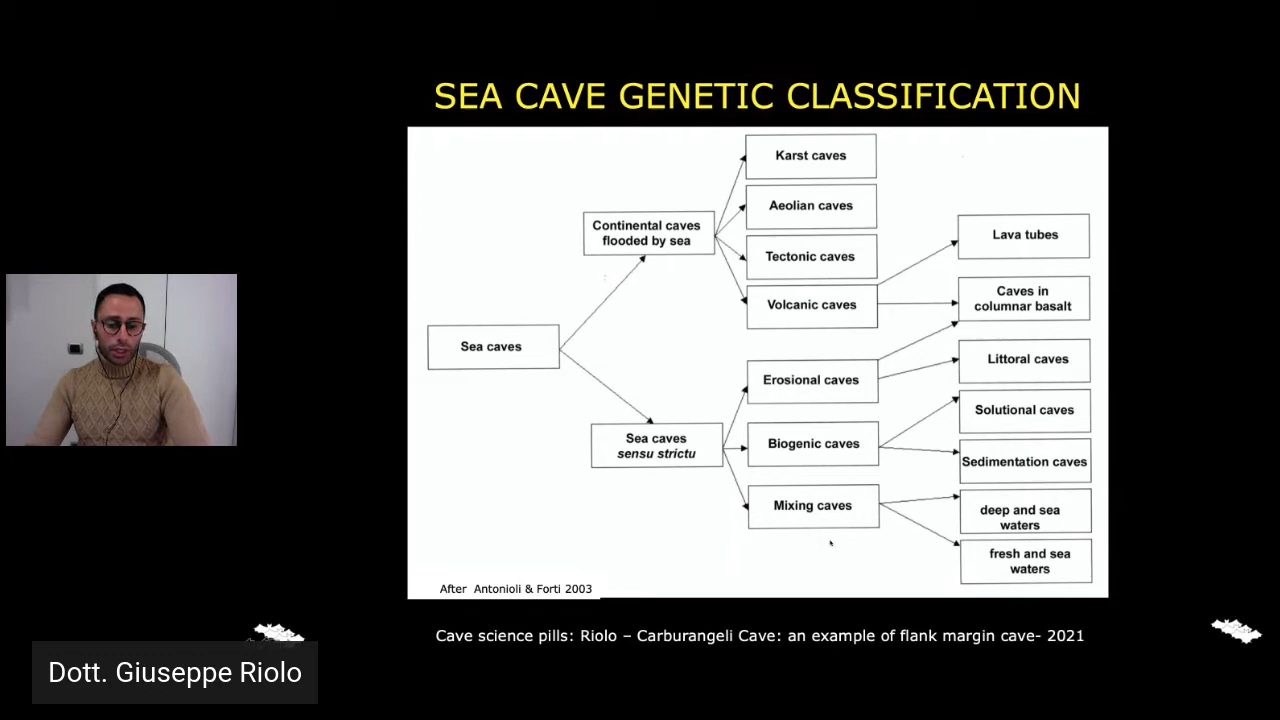 SEA CAVE GENETIC CLASSIFICATION
Sea caves
Continental caves
flooded by sea
Sea caves
sensu strictu
Karst caves
Aeolian caves
Tectonic caves
Volcanic caves
Erosional caves
Biogenic caves
Mixing caves
Lava tubes
Caves in
columnar basalt
Littoral caves
Solutional caves
Sedimentation caves
deep and sea
waters
fresh and sea
waters
After Antonioli & Forti 2003
Cave science pills: Riolo – Carburangeli Cave: an example of flank margin cave- 2021
Dott. Giuseppe Riolo